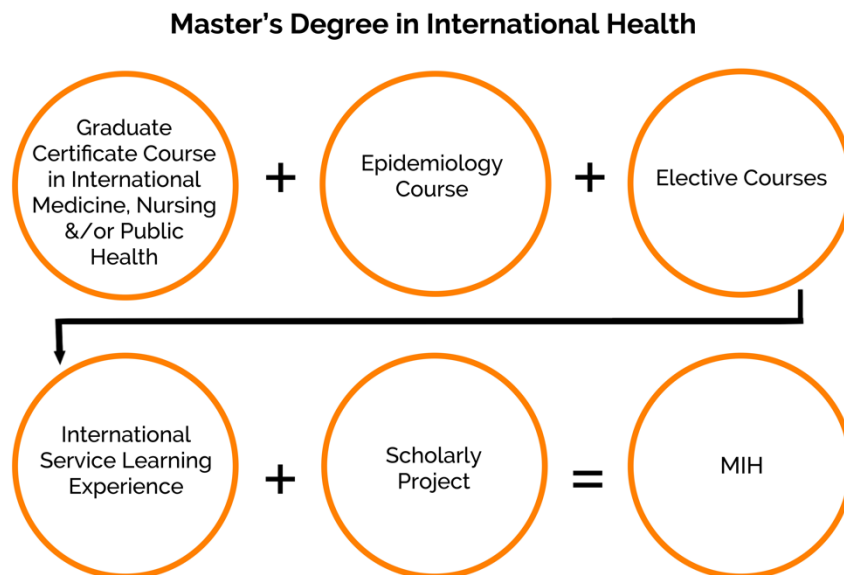 Master's Degree in International Health
Graduate
Certificate Course
in International
Medicine, Nursing
&/or Public
Health
+
Epidemiology
Course
+
Elective Courses
International
Service Learning
Experience
+
Scholarly
Project
=
MIH